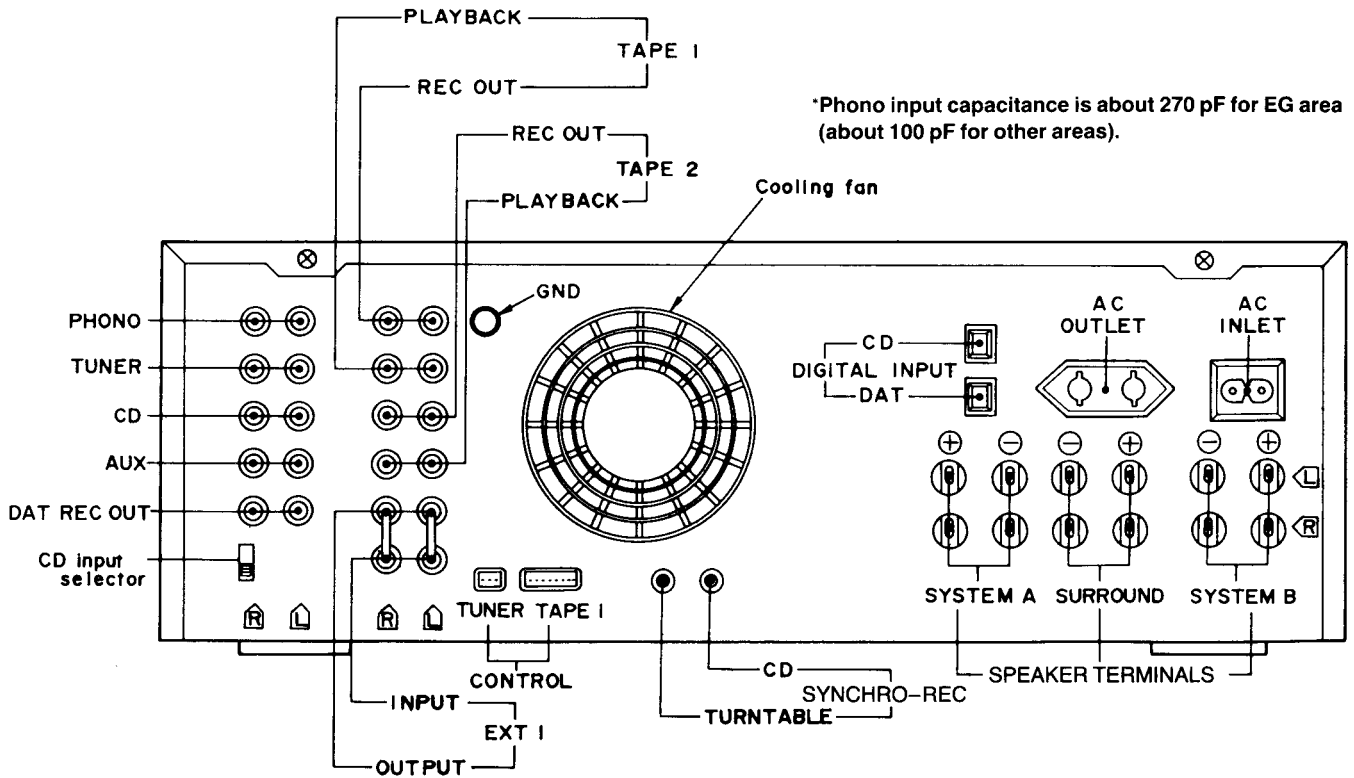 PLAYBACK
TAPE 1
REC OUT
*Phono input capacitance is about 270 pF for EG area
(about 100 pF for other areas).
REC OUT
TAPE 2
PLAYBACK
Cooling fan
GND
PHONO
TUNER
CD
AUX
DAT REC OUT
CD input
selector
R L R L
TUNER TAPE 1
CONTROL
INPUT
EXT 1
OUTPUT
CD
SYNCHRO-REC
TURNTABLE
CD
DIGITAL INPUT
DAT
AC
OUTLET
AC
INLET
+ − − + − +
L
R
SYSTEM A SURROUND SYSTEM B
SPEAKER TERMINALS